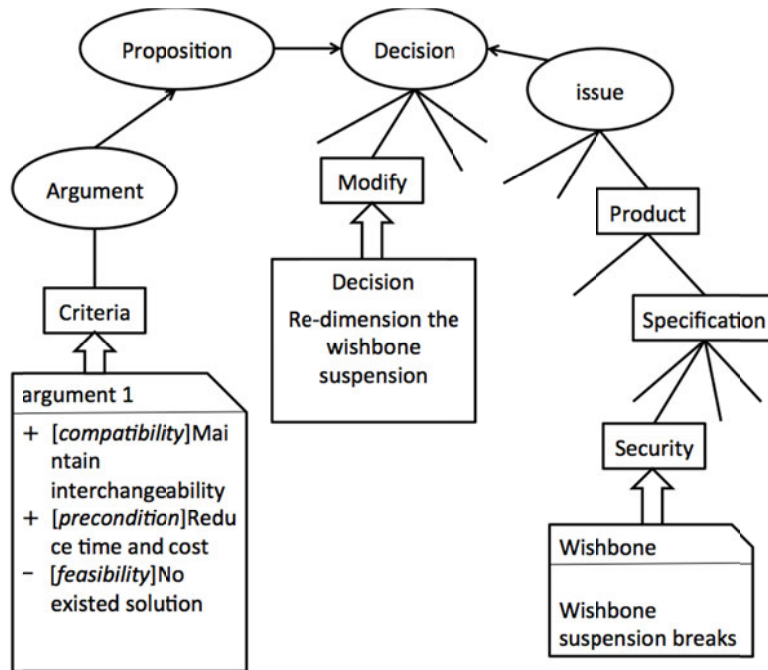 Proposition
Decision
issue
Argument
Modify
Product
Criteria
Decision
Re-dimension the
wishbone
suspension
Specification
argument 1
+ [compatibility]Mai
ntain
interchangeability
+ [precondition]Redu
ce time and cost
− [feasibility]No
existed solution
Security
Wishbone
Wishbone
suspension breaks